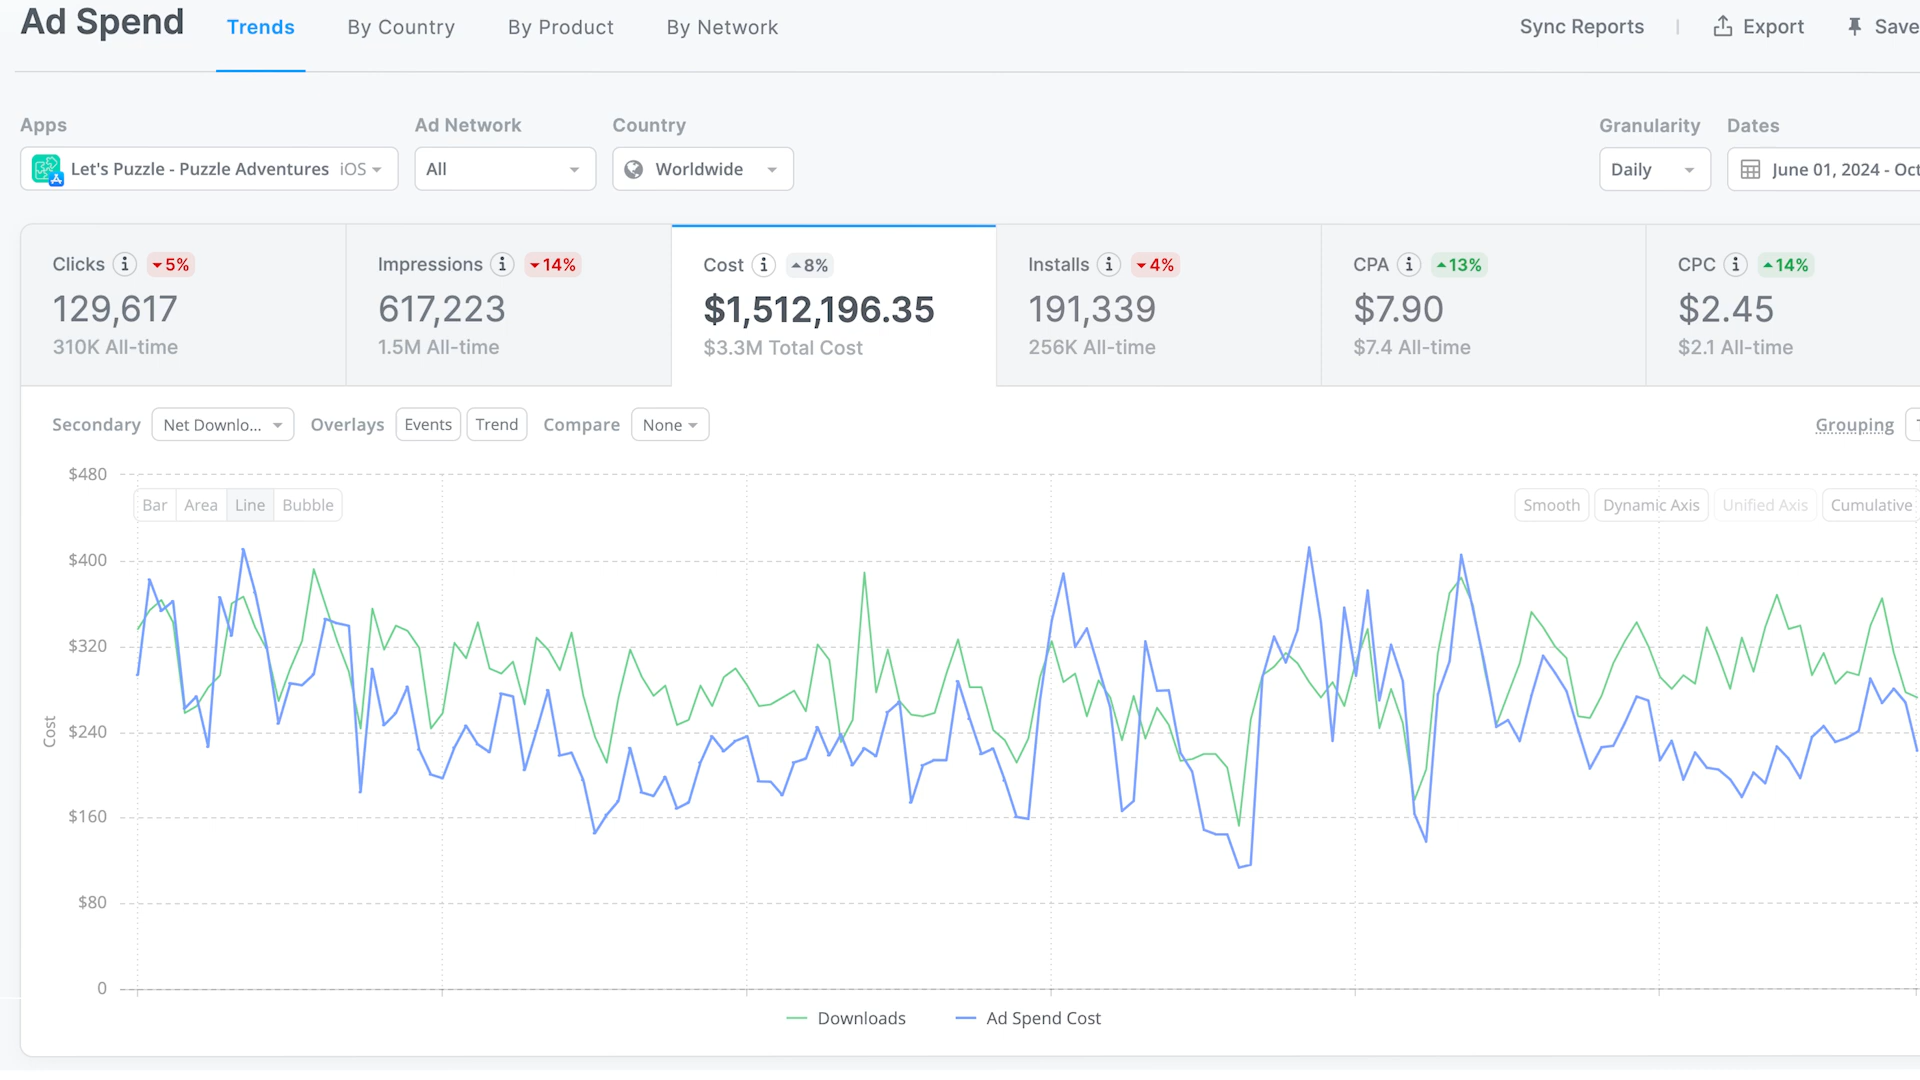 Ad Spend
Trends
By Country
By Product
By Network
Sync Reports
Export
Save
Apps
Ad Network
Country
Granularity
Dates
Let's Puzzle - Puzzle Adventures iOS
All
Worldwide
Daily
June 01, 2024 - Oct
Clicks
5%
129,617
310K All-time
Impressions
14%
617,223
1.5M All-time
Cost
8%
$1,512,196.35
$3.3M Total Cost
Installs
4%
191,339
256K All-time
CPA
13%
$7.90
$7.4 All-time
CPC
14%
$2.45
$2.1 All-time
Secondary
Net Downlo...
Overlays
Events
Trend
Compare
None
Grouping
Bar
Area
Line
Bubble
Smooth
Dynamic Axis
Unified Axis
Cumulative
$480
$400
$320
$240
$160
$80
0
Cost
Downloads
Ad Spend Cost